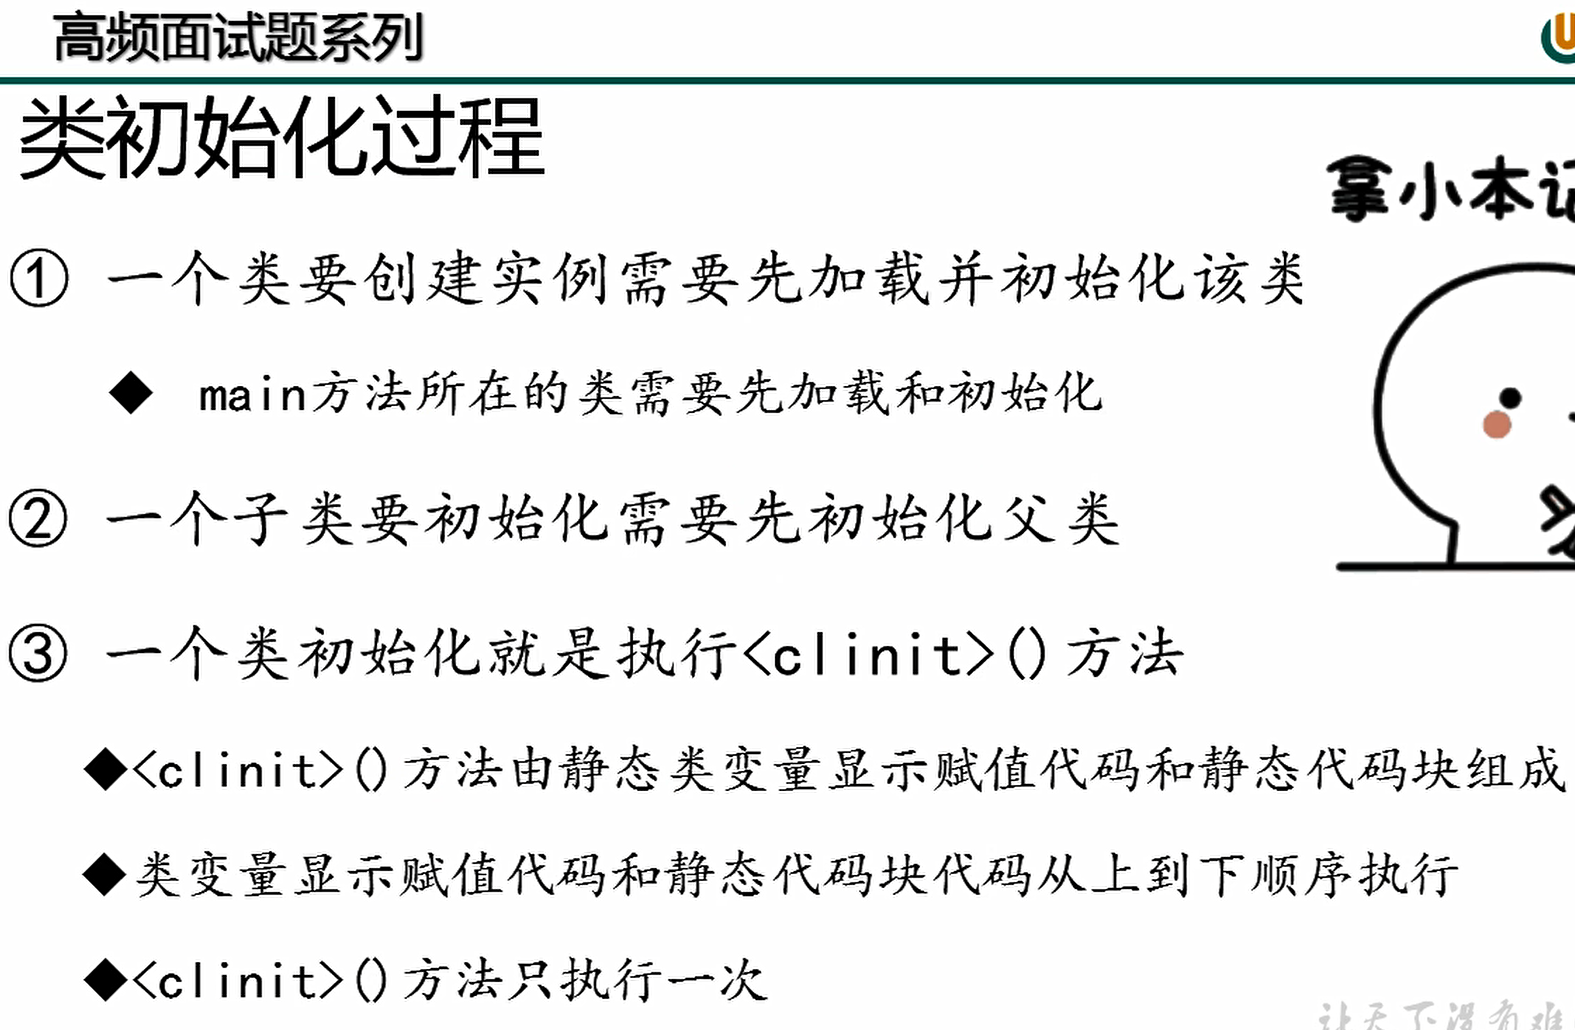 高频面试题系列
类初始化过程
拿小本记
① 一个类要创建实例需要先加载并初始化该类
◆ main方法所在的类需要先加载和初始化
② 一个子类要初始化需要先初始化父类
③ 一个类初始化就是执行<clinit>()方法
◆<clinit>()方法由静态类变量显示赋值代码和静态代码块组成
◆类变量显示赋值代码和静态代码块代码从上到下顺序执行
◆<clinit>()方法只执行一次
让天下没有难